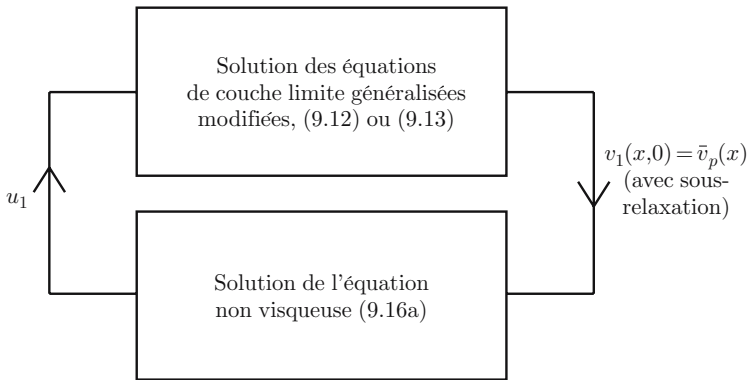 Solution des équations
de couche limite généralisées
modifiées, (9.12) ou (9.13)
u₁
v₁(x,0) = v̄ₚ(x)
(avec sous-
relaxation)
Solution de l'équation
non visqueuse (9.16a)